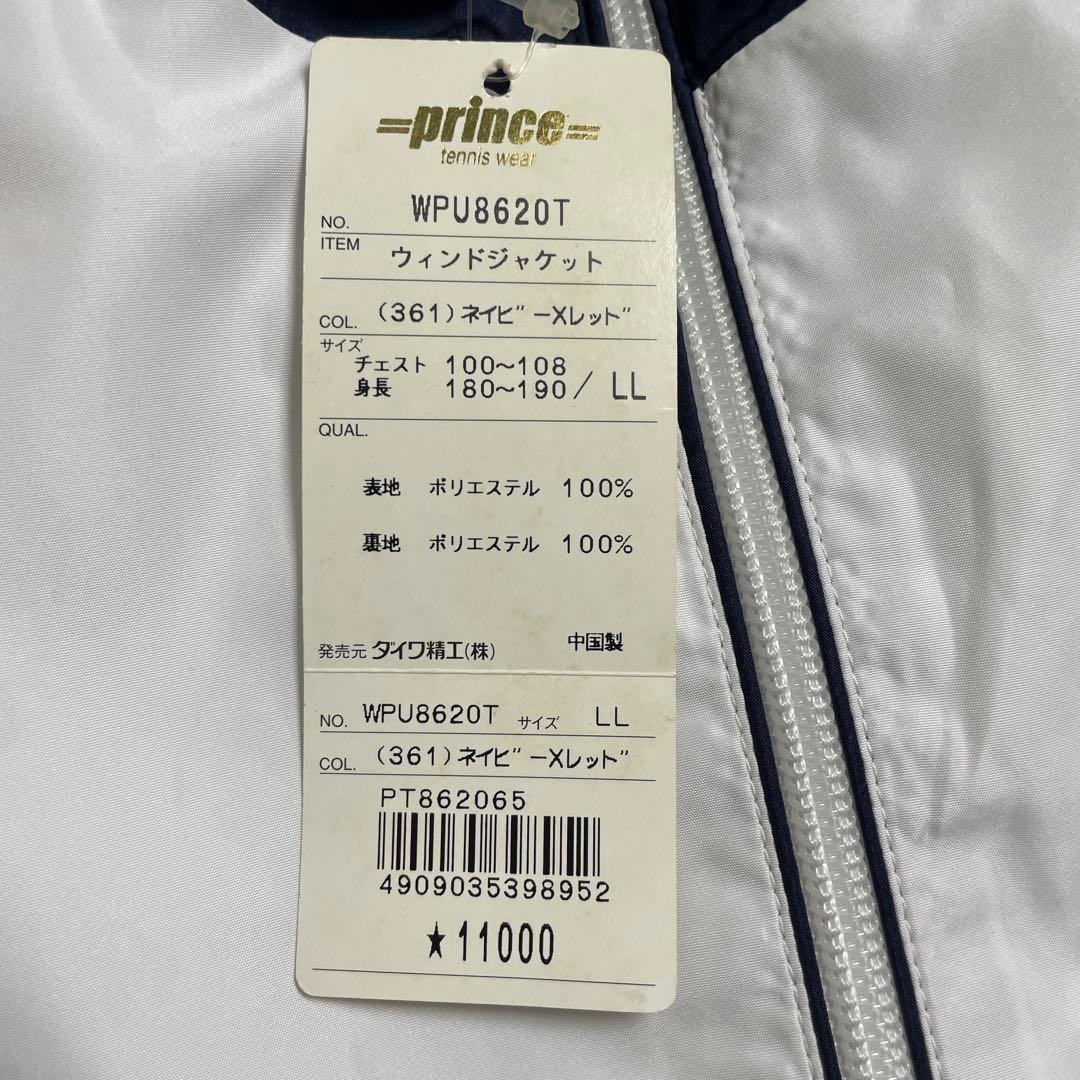 prince
tennis wear
NO. WPU8620T
ITEM ウィンドジャケット
COL. (361)ネイビ゛ーXレット゛
サイズ
チェスト 100〜108
身長 180〜190/ LL
QUAL.
表地 ポリエステル 100%
裏地 ポリエステル 100%
発売元 ダイワ精工(株) 中国製
NO. WPU8620T サイズ LL
COL. (361)ネイビ゛ーXレット゛
PT862065
4909035398952
★11000